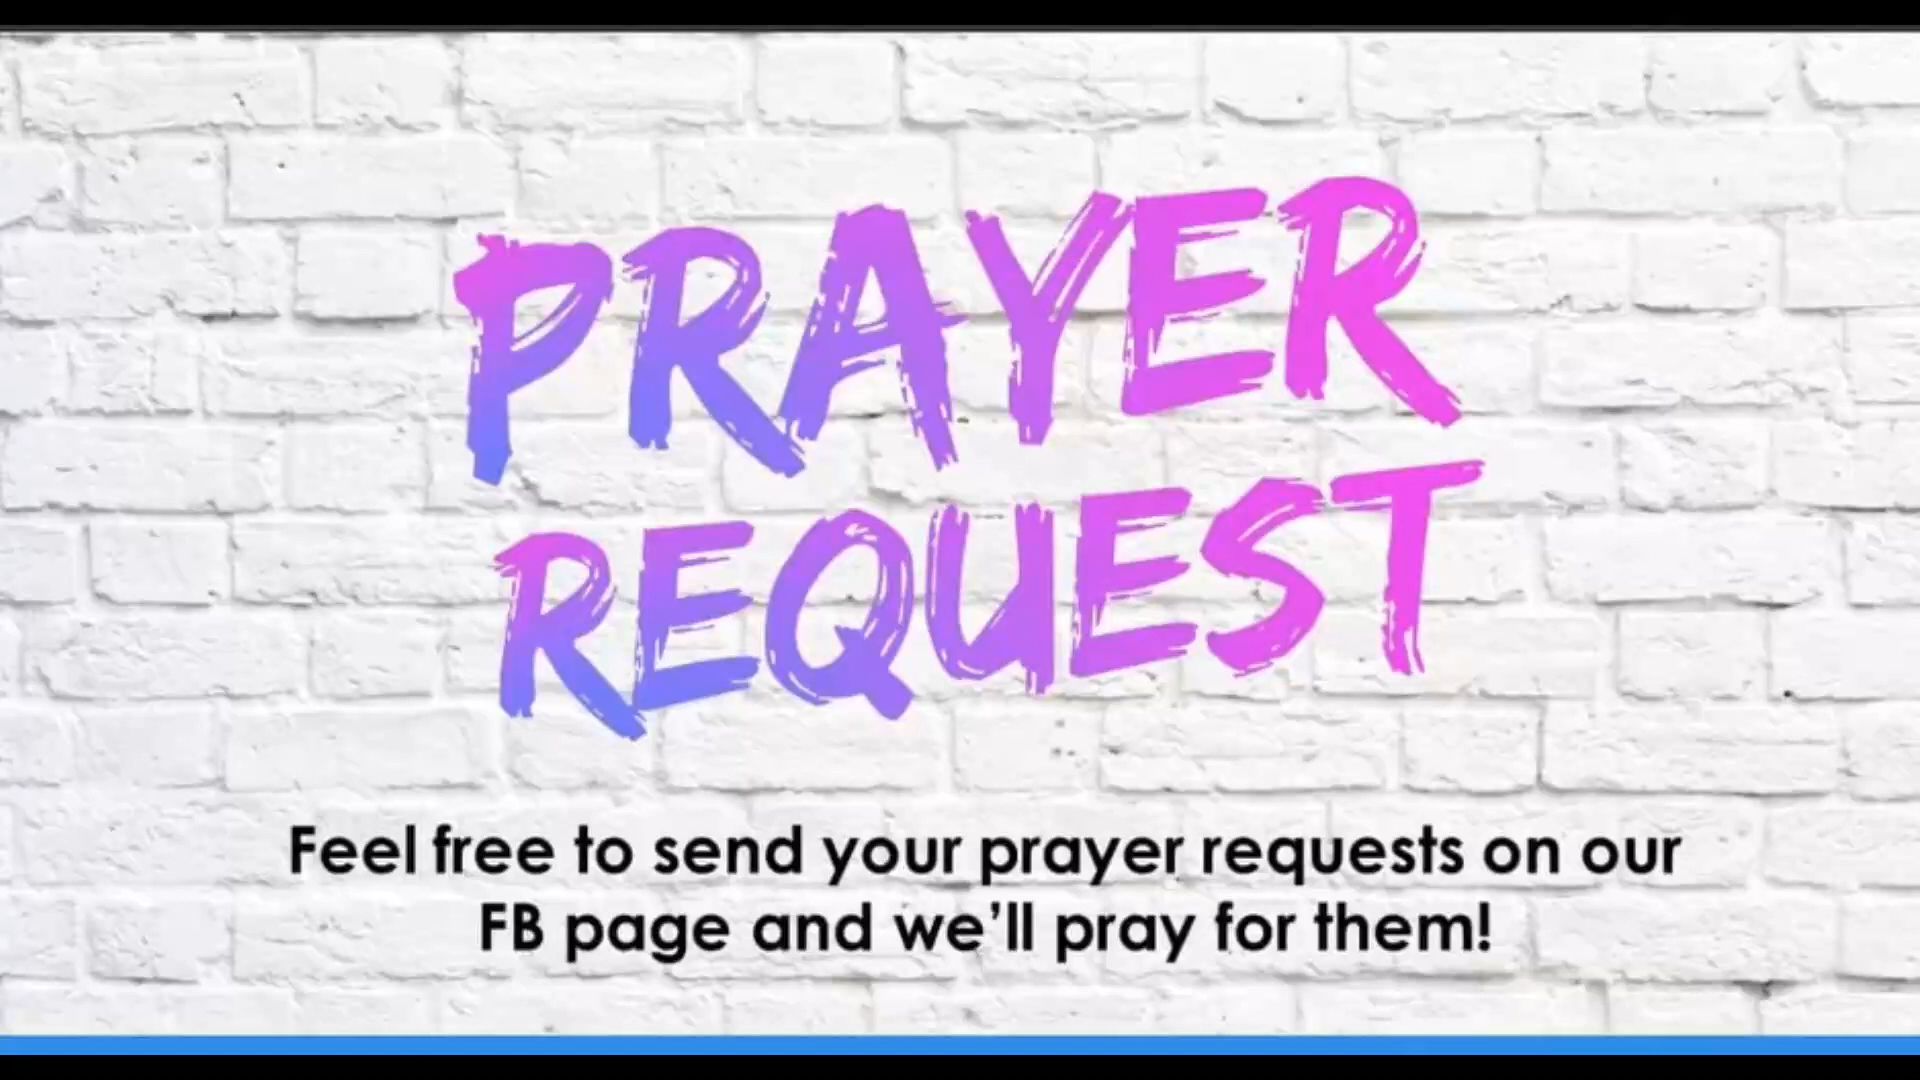 PRAYER
REQUEST
Feel free to send your prayer requests on our
FB page and we'll pray for them!